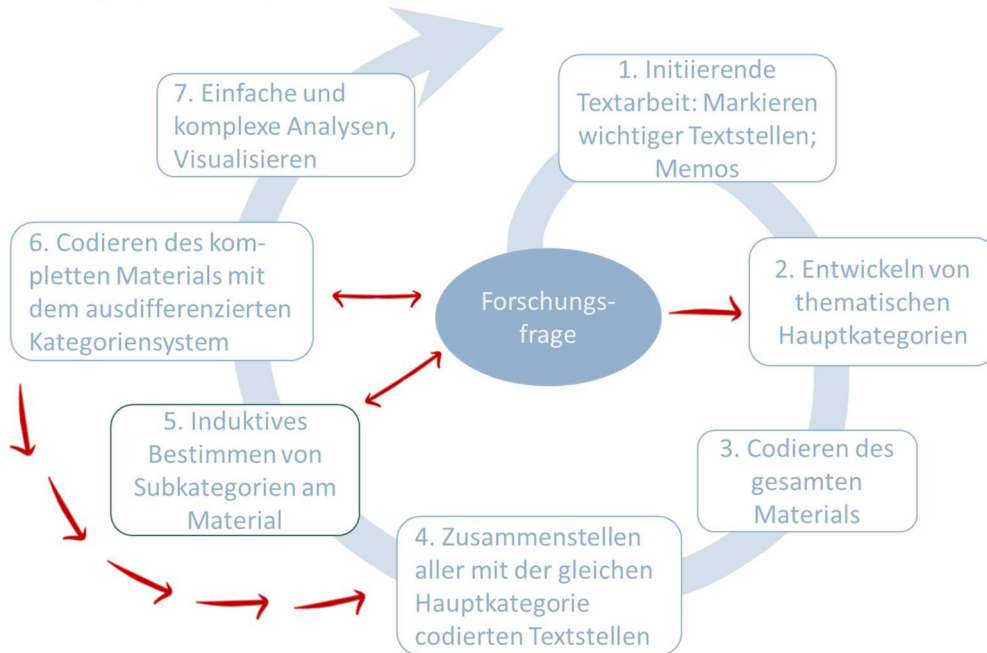 1. Initiierende
Textarbeit: Markieren
wichtiger Textstellen;
Memos
2. Entwickeln von
thematischen
Hauptkategorien
3. Codieren des
gesamten
Materials
4. Zusammenstellen
aller mit der gleichen
Hauptkategorie
codierten Textstellen
5. Induktives
Bestimmen von
Subkategorien am
Material
6. Codieren des kom-
pletten Materials mit
dem ausdifferenzierten
Kategoriensystem
7. Einfache und
komplexe Analysen,
Visualisieren
Forschungs-
frage